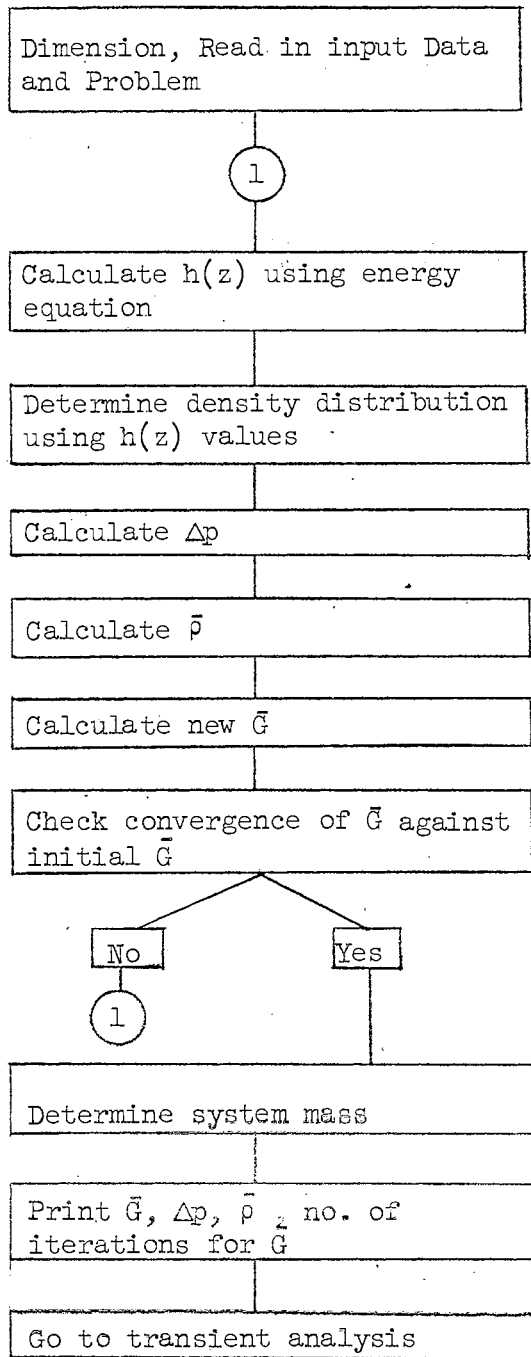 Dimension, Read in input Data
and Problem
1
Calculate h(z) using energy
equation
Determine density distribution
using h(z) values
Calculate Δp
Calculate ρ̄
Calculate new Ḡ
Check convergence of Ḡ against
initial Ḡ
No
Yes
1
Determine system mass
Print Ḡ, Δp, ρ̄ , no. of
iterations for G
Go to transient analysis